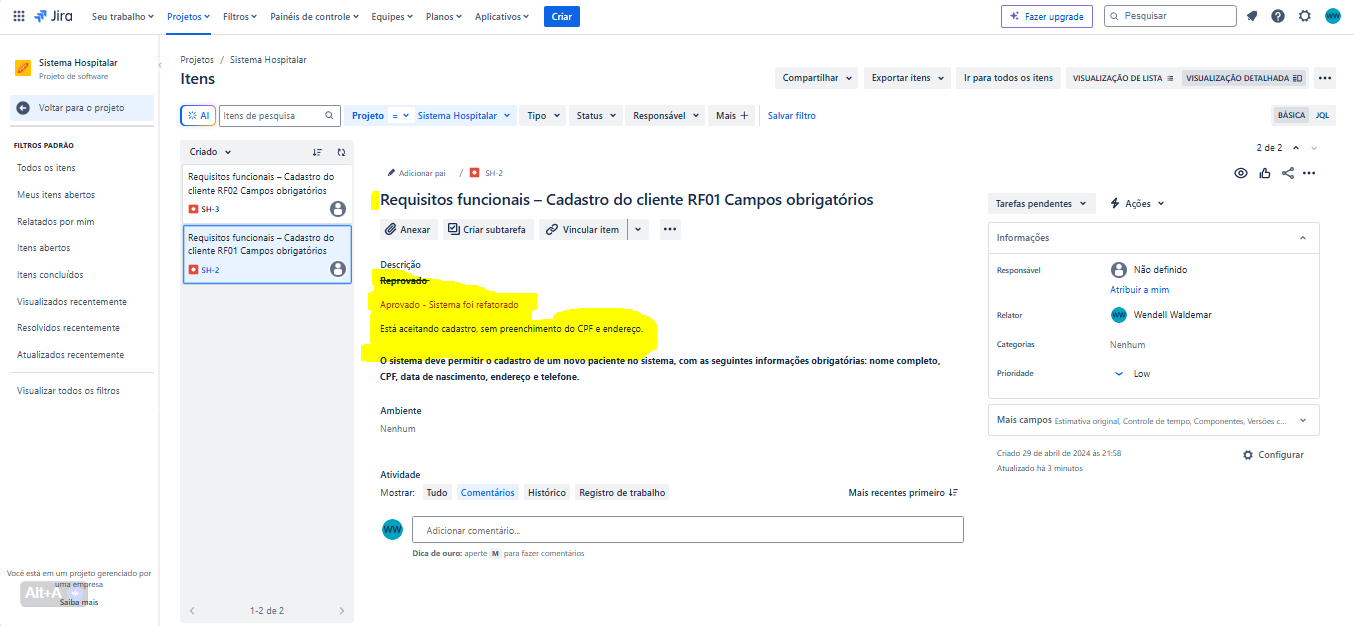 Jira
Seu trabalho
Projetos
Filtros
Painéis de controle
Equipes
Planos
Aplicativos
Criar
Fazer upgrade
Pesquisar
WW
Sistema Hospitalar
Projeto de software
Voltar para o projeto
FILTROS PADRÃO
Todos os itens
Meus itens abertos
Relatados por mim
Itens abertos
Itens concluídos
Visualizados recentemente
Resolvidos recentemente
Atualizados recentemente
Visualizar todos os filtros
Você está em um projeto gerenciado por
uma empresa
Alt+A
Saiba mais
Projetos / Sistema Hospitalar
Itens
Compartilhar
Exportar itens
Ir para todos os itens
VISUALIZAÇÃO DE LISTA
VISUALIZAÇÃO DETALHADA
AI
Itens de pesquisa
Projeto = Sistema Hospitalar
Tipo
Status
Responsável
Mais +
Salvar filtro
BÁSICA
JQL
Criado
Requisitos funcionais – Cadastro do
cliente RF02 Campos obrigatórios
SH-3
Requisitos funcionais – Cadastro do
cliente RF01 Campos obrigatórios
SH-2
1-2 de 2
2 de 2
Adicionar pai / SH-2
Requisitos funcionais – Cadastro do cliente RF01 Campos obrigatórios
Anexar
Criar subtarefa
Vincular item
Descrição
Reprovado
Aprovado - Sistema foi refatorado
Está aceitando cadastro, sem preenchimento do CPF e endereço.
O sistema deve permitir o cadastro de um novo paciente no sistema, com as seguintes informações obrigatórias: nome completo,
CPF, data de nascimento, endereço e telefone.
Ambiente
Nenhum
Atividade
Mostrar: Tudo Comentários Histórico Registro de trabalho
Mais recentes primeiro
WW
Adicionar comentário...
Dica de ouro: aperte M para fazer comentários
Tarefas pendentes
Ações
Informações
Responsável
Não definido
Atribuir a mim
Relator
WW Wendell Waldemar
Categorias
Nenhum
Prioridade
Low
Mais campos Estimativa original, Controle de tempo, Componentes, Versões c...
Criado 29 de abril de 2024 às 21:58
Atualizado há 3 minutos
Configurar